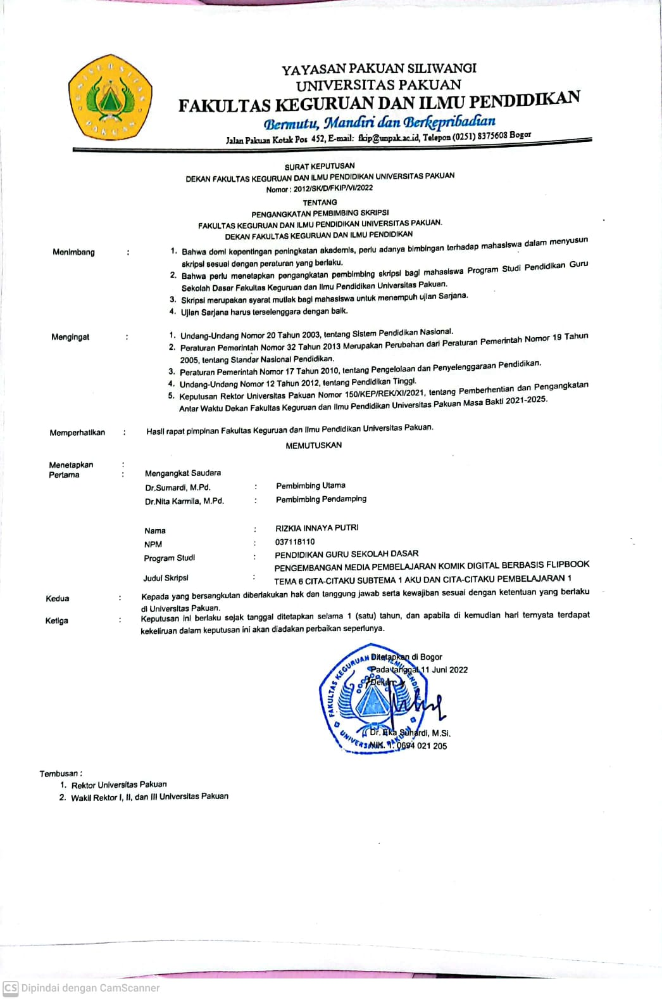 UNIVERSITAS
PAKUAN
YAYASAN PAKUAN SILIWANGI
UNIVERSITAS PAKUAN
FAKULTAS KEGURUAN DAN ILMU PENDIDIKAN
Bermutu, Mandiri dan Berkepribadian
Jalan Pakuan Kotak Pos 452, E-mail: fkip@unpak.ac.id, Telepon (0251) 8375608 Bogor
SURAT KEPUTUSAN
DEKAN FAKULTAS KEGURUAN DAN ILMU PENDIDIKAN UNIVERSITAS PAKUAN
Nomor : 2012/SK/D/FKIP/VI/2022
TENTANG
PENGANGKATAN PEMBIMBING SKRIPSI
FAKULTAS KEGURUAN DAN ILMU PENDIDIKAN UNIVERSITAS PAKUAN.
DEKAN FAKULTAS KEGURUAN DAN ILMU PENDIDIKAN
Menimbang : 1. Bahwa demi kepentingan peningkatan akademis, perlu adanya bimbingan terhadap mahasiswa dalam menyusun
skripsi sesuai dengan peraturan yang berlaku.
2. Bahwa perlu menetapkan pengangkatan pembimbing skripsi bagi mahasiswa Program Studi Pendidikan Guru
Sekolah Dasar Fakultas Keguruan dan Ilmu Pendidikan Universitas Pakuan.
3. Skripsi merupakan syarat mutlak bagi mahasiswa untuk menempuh ujian Sarjana.
4. Ujian Sarjana harus terselenggara dengan baik.
Mengingat : 1. Undang-Undang Nomor 20 Tahun 2003, tentang Sistem Pendidikan Nasional.
2. Peraturan Pemerintah Nomor 32 Tahun 2013 Merupakan Perubahan dari Peraturan Pemerintah Nomor 19 Tahun
2005, tentang Standar Nasional Pendidikan.
3. Peraturan Pemerintah Nomor 17 Tahun 2010, tentang Pengelolaan dan Penyelenggaraan Pendidikan.
4. Undang-Undang Nomor 12 Tahun 2012, tentang Pendidikan Tinggi.
5. Keputusan Rektor Universitas Pakuan Nomor 150/KEP/REK/XI/2021, tentang Pemberhentian dan Pengangkatan
Antar Waktu Dekan Fakultas Keguruan dan Ilmu Pendidikan Universitas Pakuan Masa Bakti 2021-2025.
Memperhatikan : Hasil rapat pimpinan Fakultas Keguruan dan Ilmu Pendidikan Universitas Pakuan.
MEMUTUSKAN
Menetapkan :
Pertama : Mengangkat Saudara
Dr.Sumardi, M.Pd. : Pembimbing Utama
Dr.Nita Karmila, M.Pd. : Pembimbing Pendamping
Nama : RIZKIA INNAYA PUTRI
NPM : 037118110
Program Studi : PENDIDIKAN GURU SEKOLAH DASAR
Judul Skripsi : PENGEMBANGAN MEDIA PEMBELAJARAN KOMIK DIGITAL BERBASIS FLIPBOOK
TEMA 6 CITA-CITAKU SUBTEMA 1 AKU DAN CITA-CITAKU PEMBELAJARAN 1
Kedua : Kepada yang bersangkutan diberlakukan hak dan tanggung jawab serta kewajiban sesuai dengan ketentuan yang berlaku
di Universitas Pakuan.
Ketiga : Keputusan ini berlaku sejak tanggal ditetapkan selama 1 (satu) tahun, dan apabila di kemudian hari ternyata terdapat
kekeliruan dalam keputusan ini akan diadakan perbaikan seperlunya.
Ditetapkan di Bogor
Pada tanggal 11 Juni 2022
Dekan
FAKULTAS KEGURUAN DAN ILMU PENDIDIKAN
UNIVERSITAS PAKUAN
Dr. Eka Suhardi, M.Si.
NIK. 1. 0694 021 205
Tembusan :
1. Rektor Universitas Pakuan
2. Wakil Rektor I, II, dan III Universitas Pakuan
CS Dipindai dengan CamScanner